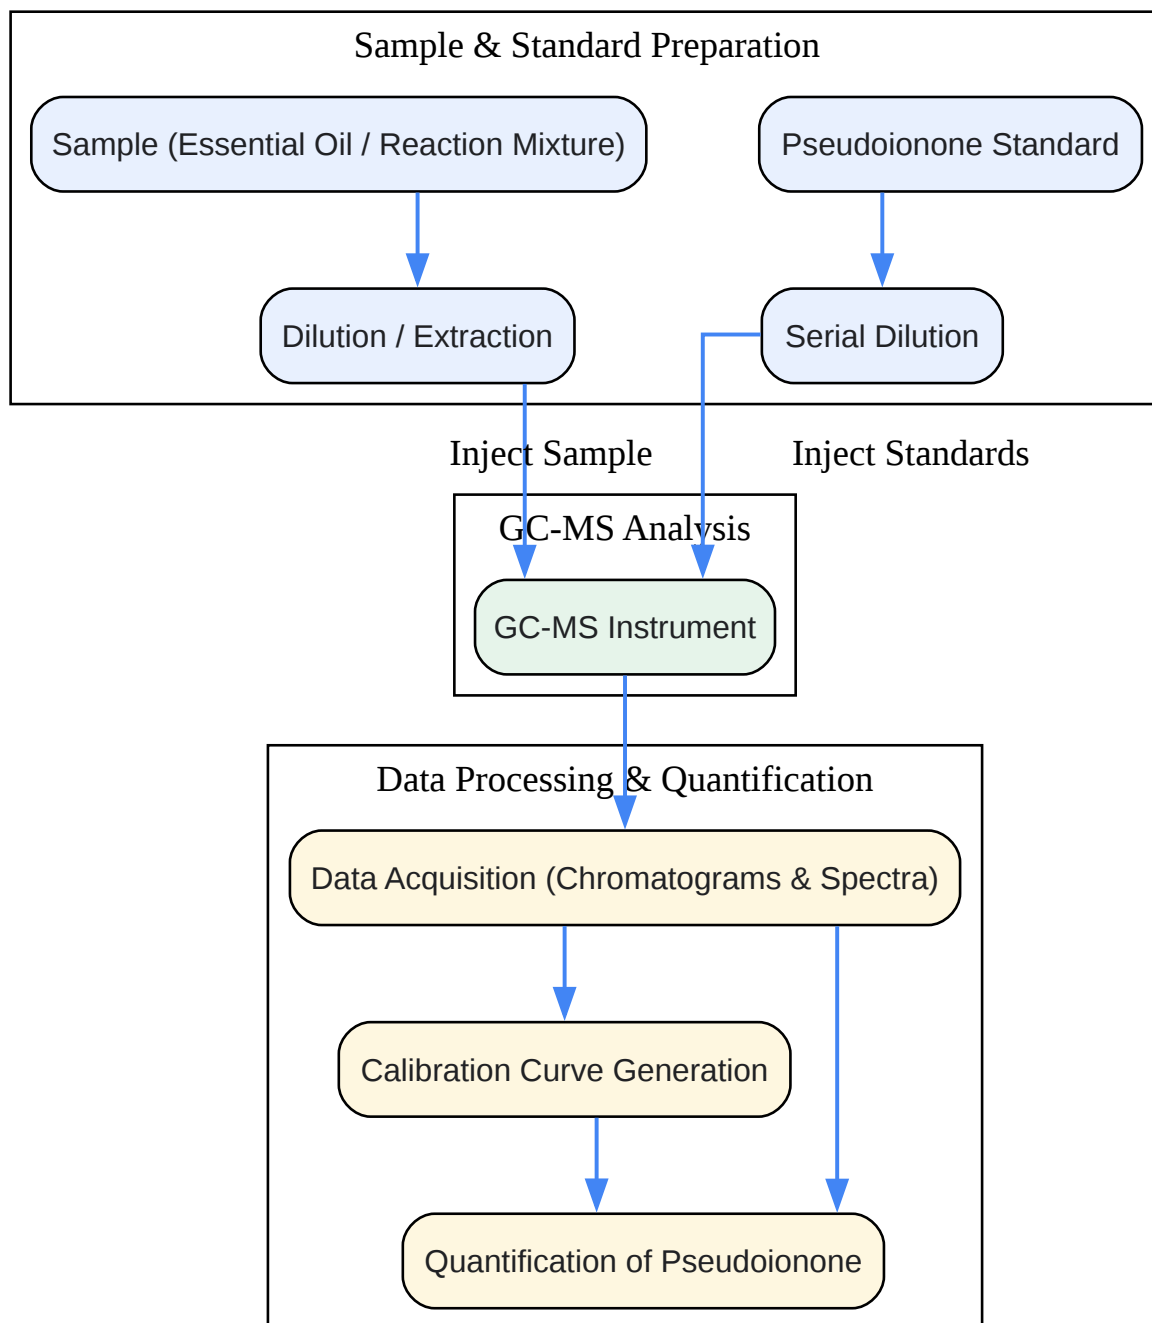 Sample & Standard Preparation
Sample (Essential Oil / Reaction Mixture)
Pseudoionone Standard
Dilution / Extraction
Serial Dilution
Inject Sample
Inject Standards
GC-MS Analysis
GC-MS Instrument
Data Processing & Quantification
Data Acquisition (Chromatograms & Spectra)
Calibration Curve Generation
Quantification of Pseudoionone